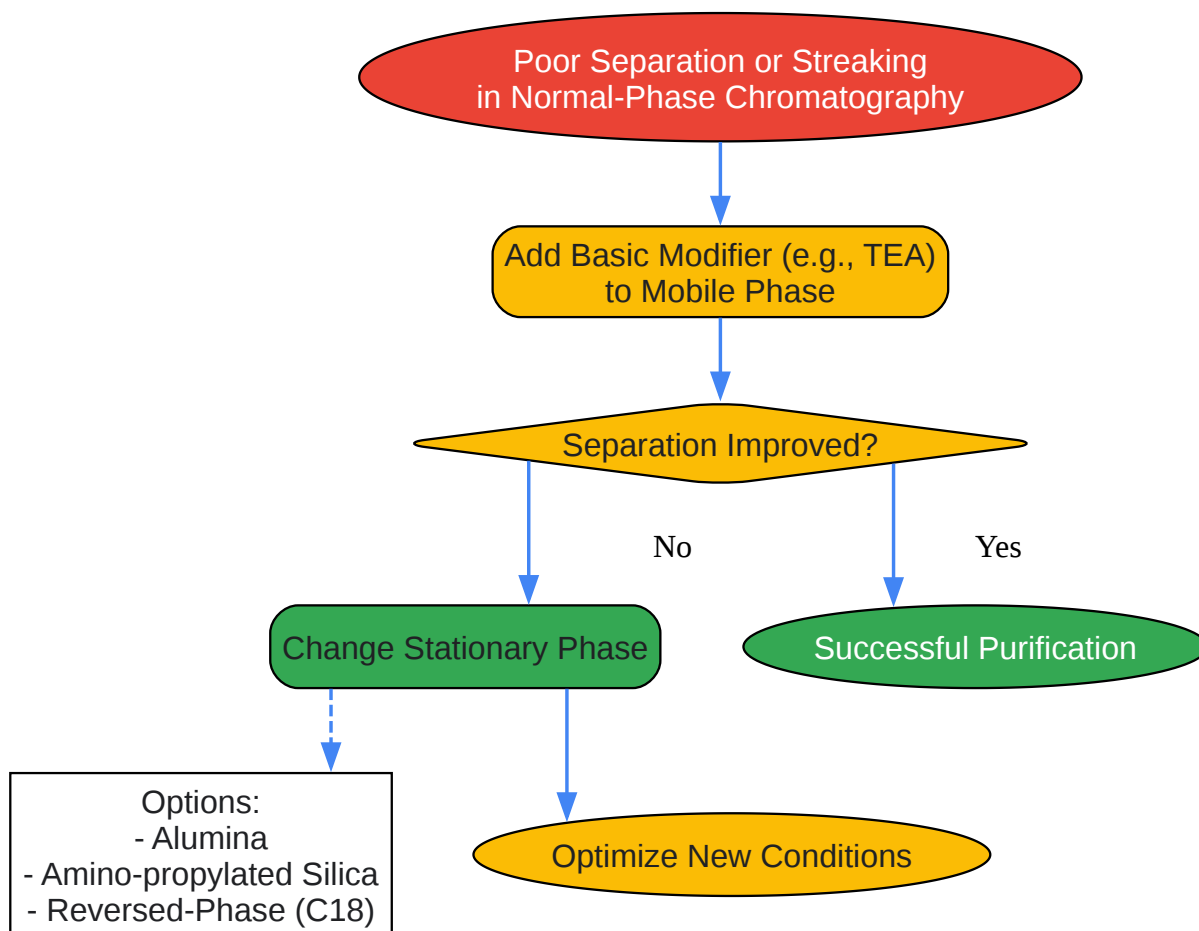 Poor Separation or Streaking
in Normal-Phase Chromatography
Add Basic Modifier (e.g., TEA)
to Mobile Phase
Separation Improved?
No
Yes
Change Stationary Phase
Successful Purification
Options:
- Alumina
- Amino-propylated Silica
- Reversed-Phase (C18)
Optimize New Conditions